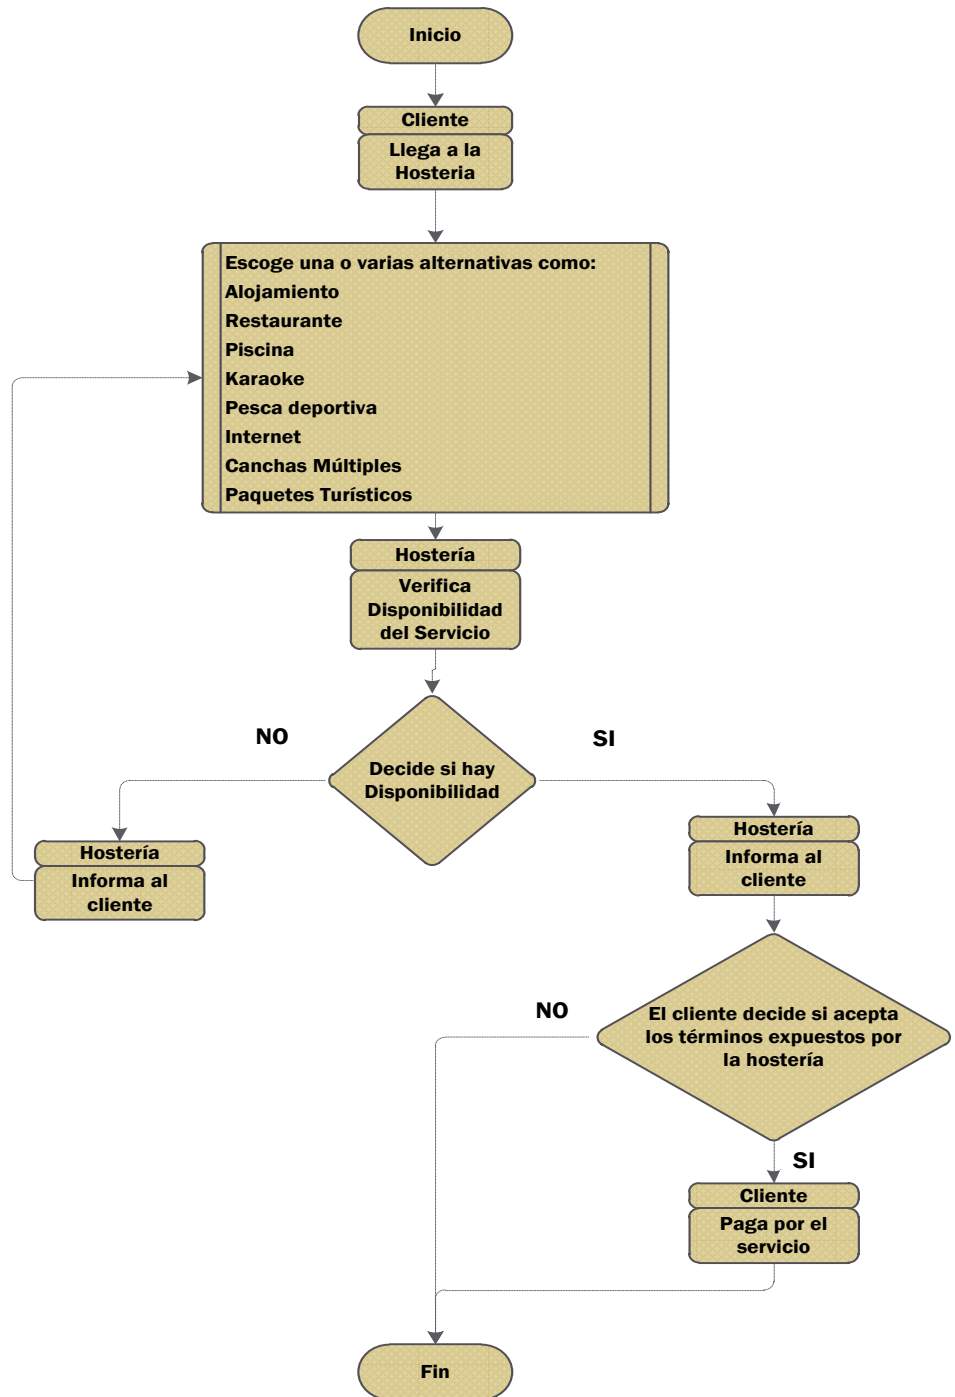 Inicio
Cliente
Llega a la
Hosteria
Escoge una o varias alternativas como:
Alojamiento
Restaurante
Piscina
Karaoke
Pesca deportiva
Internet
Canchas Múltiples
Paquetes Turísticos
Hostería
Verifica
Disponibilidad
del Servicio
NO
SI
Decide si hay
Disponibilidad
Hostería
Informa al
cliente
Hostería
Informa al
cliente
NO
El cliente decide si acepta
los términos expuestos por
la hostería
SI
Cliente
Paga por el
servicio
Fin